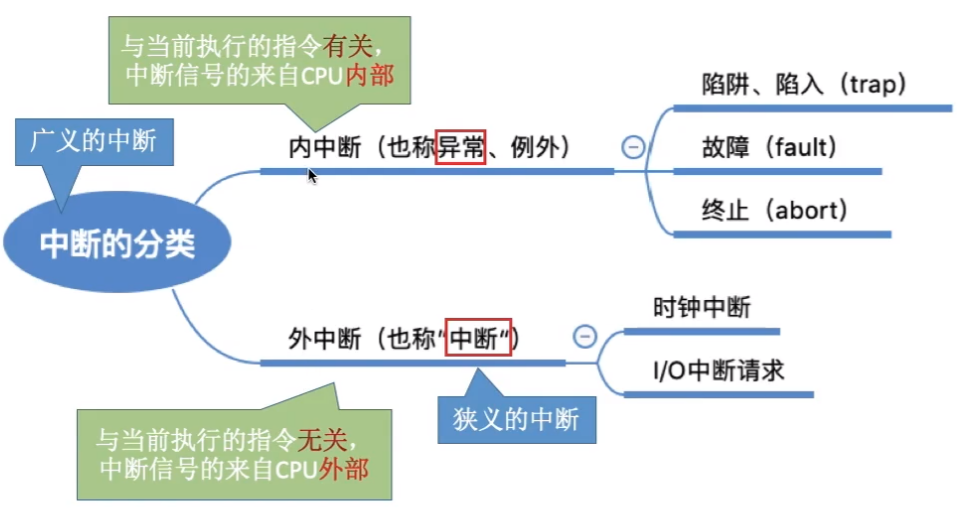 与当前执行的指令有关，
中断信号的来自CPU内部
广义的中断
中断的分类
内中断（也称异常、例外）
陷阱、陷入（trap）
故障（fault）
终止（abort）
外中断（也称“中断“）
时钟中断
I/O中断请求
狭义的中断
与当前执行的指令无关，
中断信号的来自CPU外部